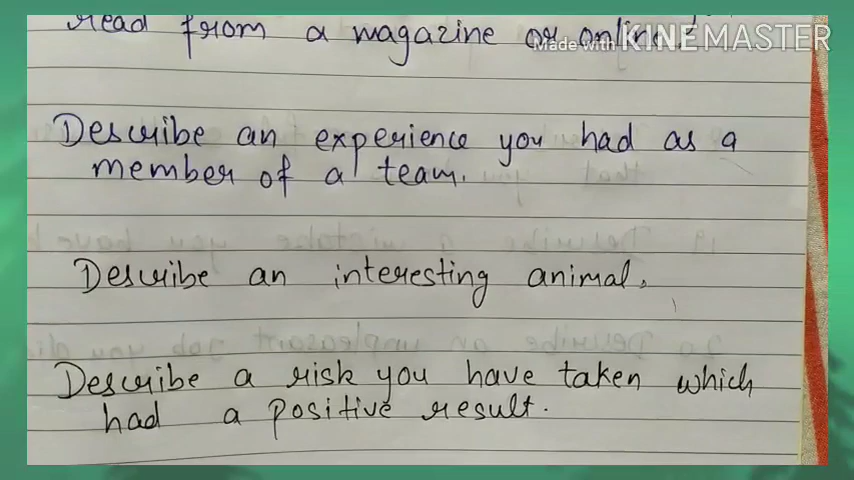 read from a magazine or online!
Made with KINEMASTER
Describe an experience you had as a
member of a team.
Describe an interesting animal.
Describe a risk you have taken which
had a positive result.